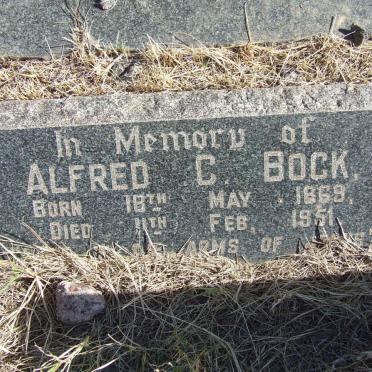 In Memory of
ALFRED C. BOCK.
BORN 18TH MAY 1869.
DIED 11TH FEB. 1951.
ARMS OF